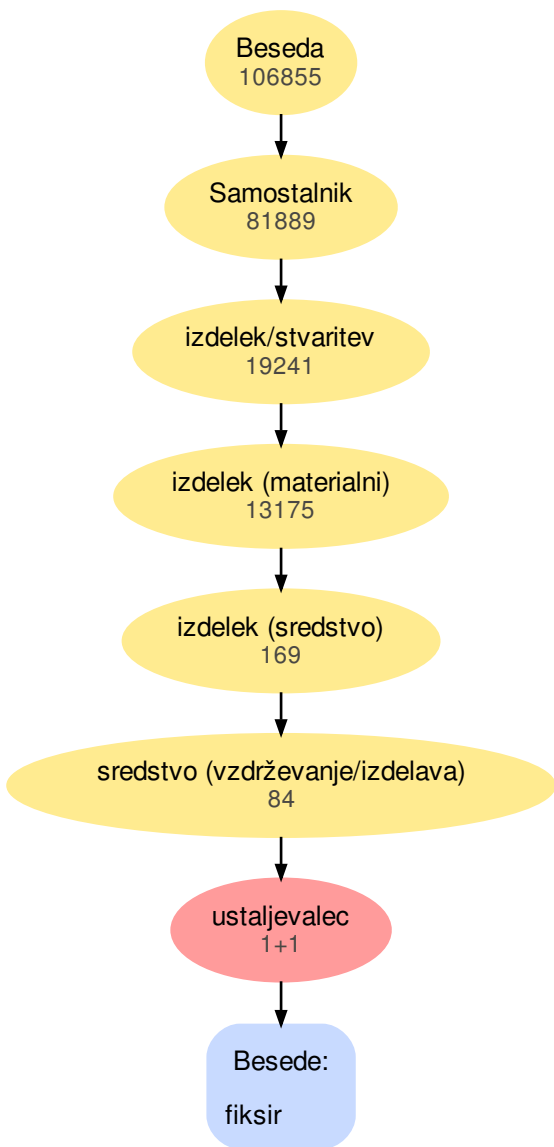 Beseda
106855
Samostalnik
81889
izdelek/stvaritev
19241
izdelek (materialni)
13175
izdelek (sredstvo)
169
sredstvo (vzdrževanje/izdelava)
84
ustaljevalec
1+1
Besede:
fiksir